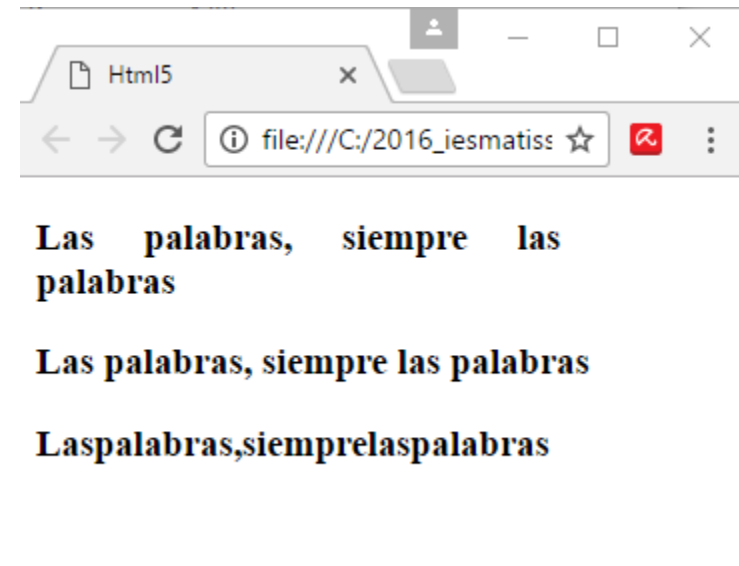 Html5
file:///C:/2016_iesmatiss
Las palabras, siempre las
palabras
Las palabras, siempre las palabras
Laspalabras,siemprelaspalabras